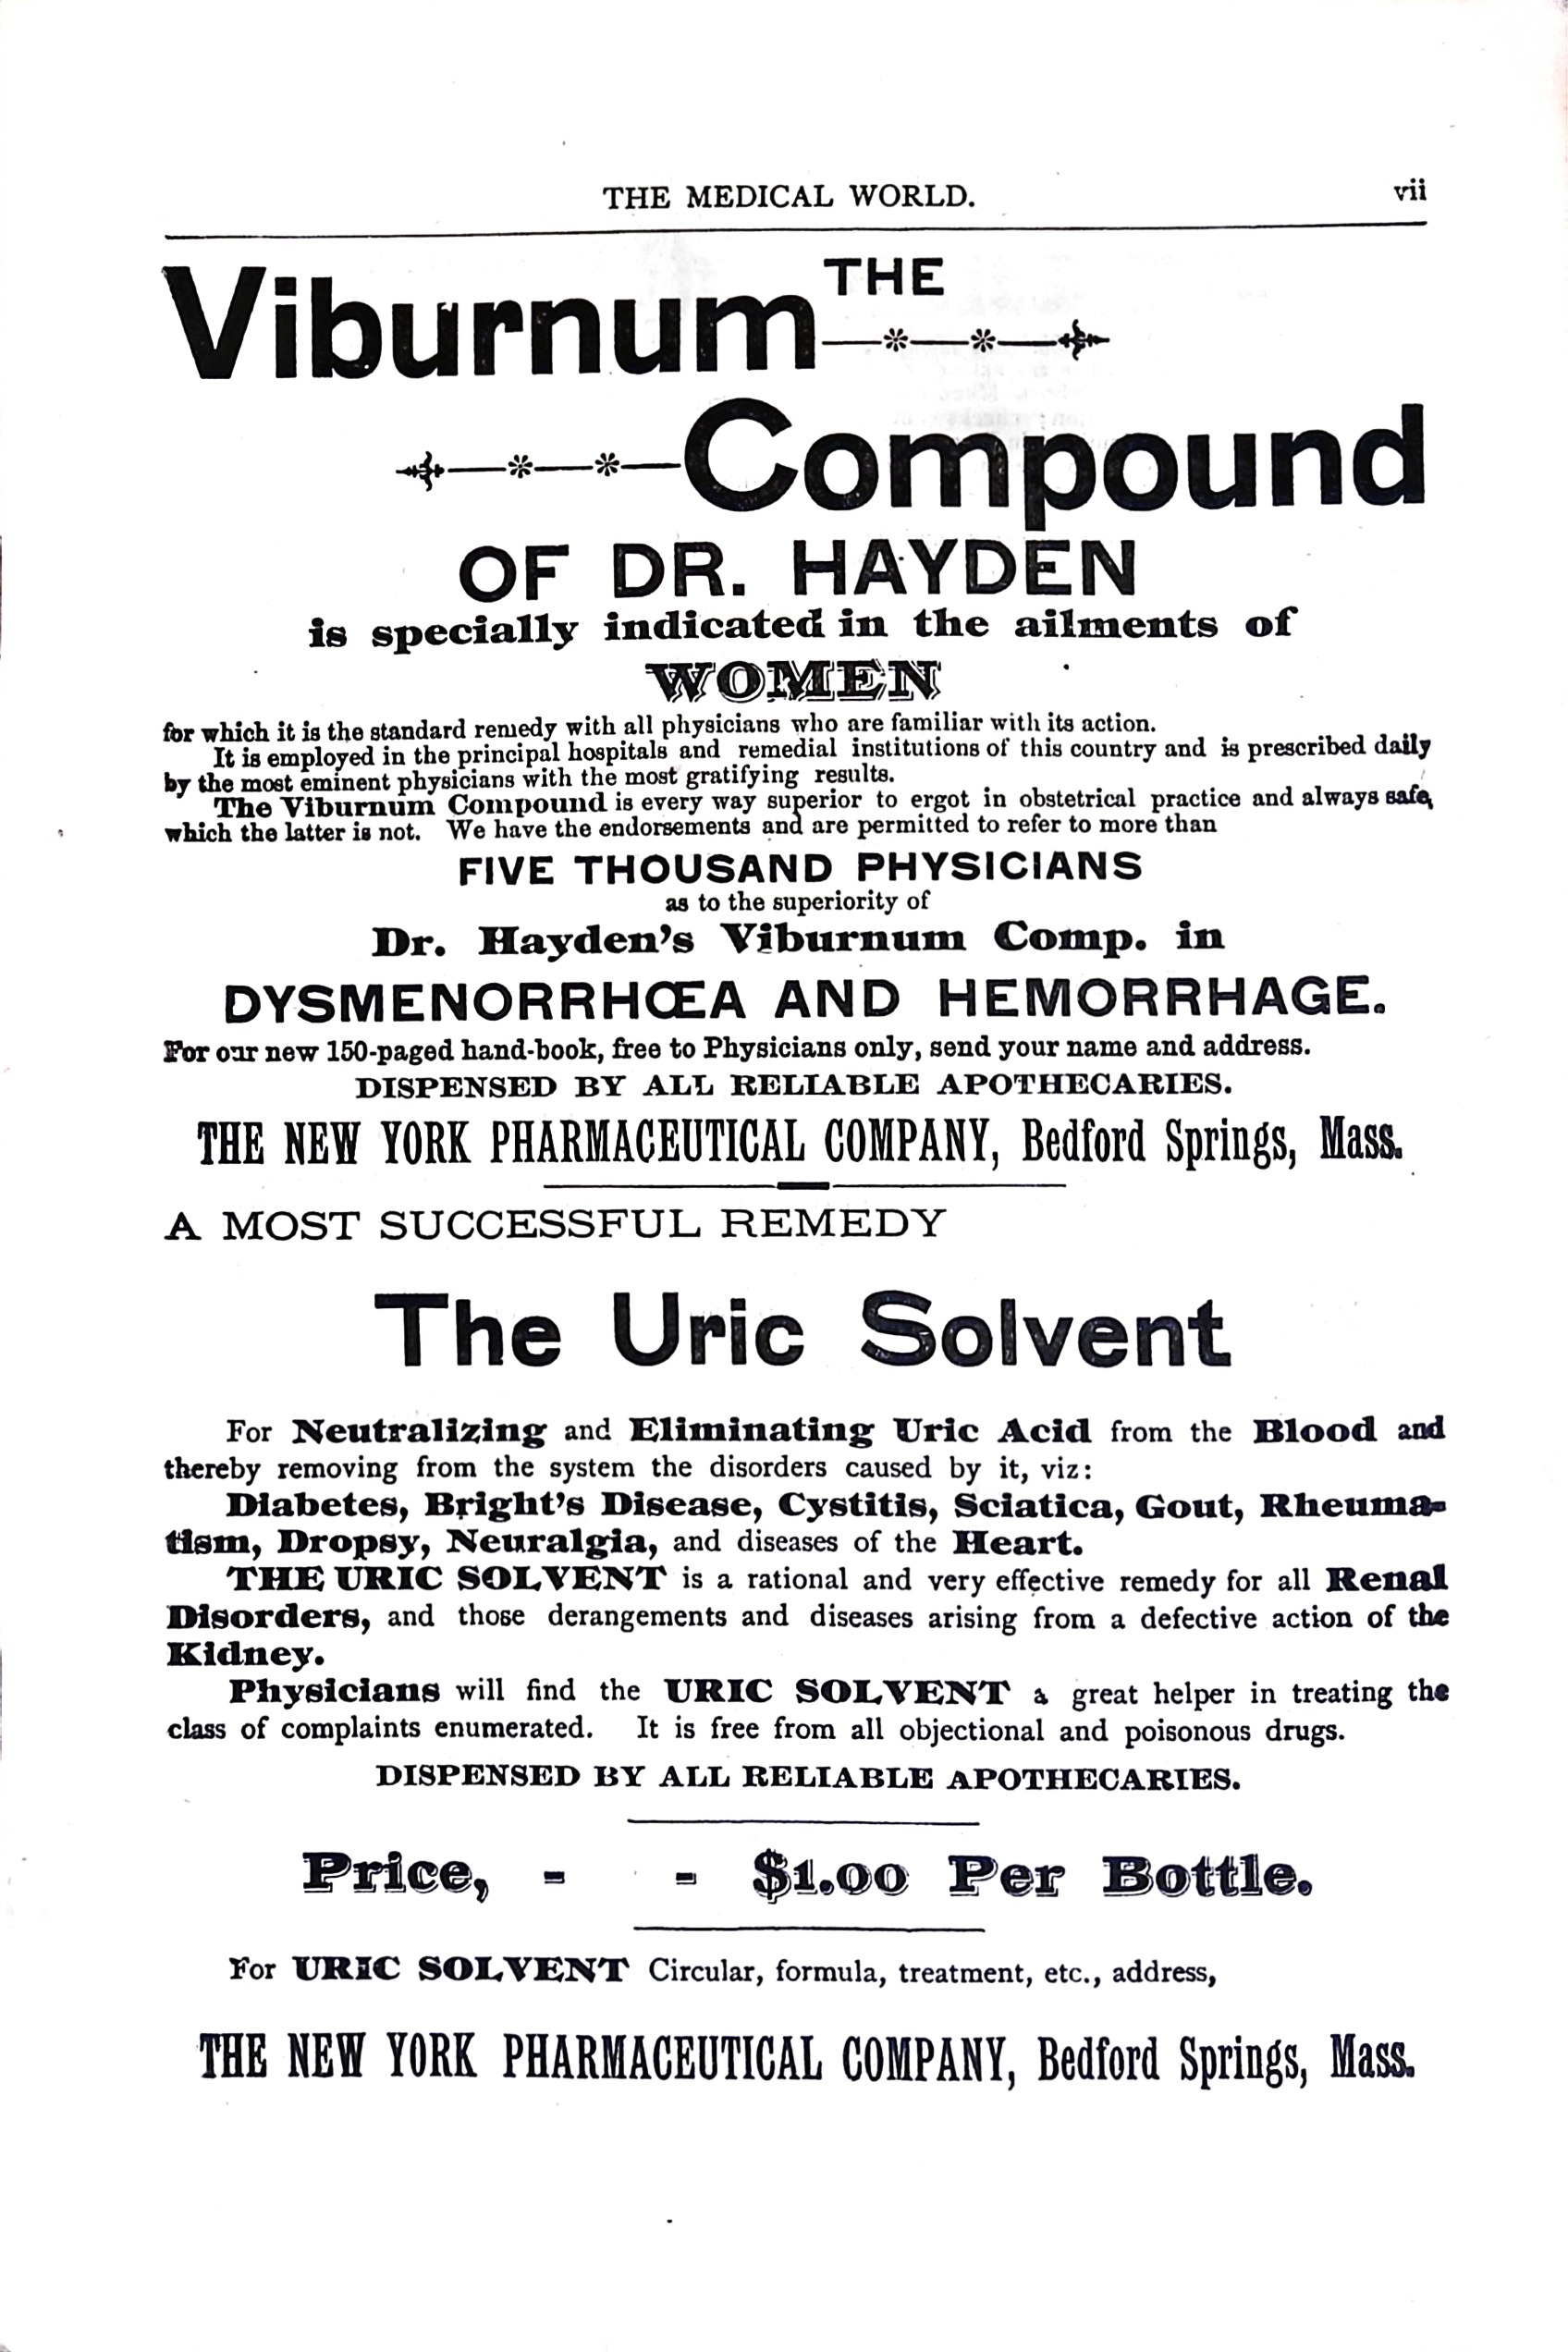 THE MEDICAL WORLD. vii
THE
Viburnum
Compound
OF DR. HAYDEN
is specially indicated in the ailments of
WOMEN
for which it is the standard remedy with all physicians who are familiar with its action.
It is employed in the principal hospitals and remedial institutions of this country and is prescribed daily
by the most eminent physicians with the most gratifying results.
The Viburnum Compound is every way superior to ergot in obstetrical practice and always safe,
which the latter is not. We have the endorsements and are permitted to refer to more than
FIVE THOUSAND PHYSICIANS
as to the superiority of
Dr. Hayden's Viburnum Comp. in
DYSMENORRHŒA AND HEMORRHAGE.
For our new 150-paged hand-book, free to Physicians only, send your name and address.
DISPENSED BY ALL RELIABLE APOTHECARIES.
THE NEW YORK PHARMACEUTICAL COMPANY, Bedford Springs, Mass.
A MOST SUCCESSFUL REMEDY
The Uric Solvent
For Neutralizing and Eliminating Uric Acid from the Blood and
thereby removing from the system the disorders caused by it, viz:
Diabetes, Bright's Disease, Cystitis, Sciatica, Gout, Rheuma-
tism, Dropsy, Neuralgia, and diseases of the Heart.
THE URIC SOLVENT is a rational and very effective remedy for all Renal
Disorders, and those derangements and diseases arising from a defective action of the
Kidney.
Physicians will find the URIC SOLVENT a great helper in treating the
class of complaints enumerated. It is free from all objectional and poisonous drugs.
DISPENSED BY ALL RELIABLE APOTHECARIES.
Price, - - $1.00 Per Bottle.
For URIC SOLVENT Circular, formula, treatment, etc., address,
THE NEW YORK PHARMACEUTICAL COMPANY, Bedford Springs, Mass.